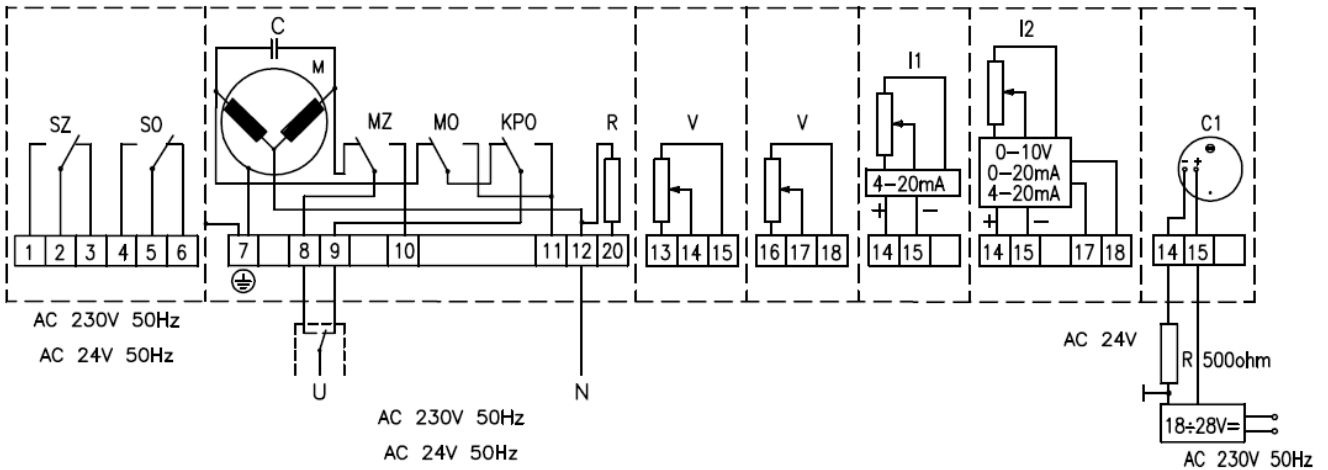 C
M
SZ
SO
MZ
MO
KPO
R
V
V
I1
4-20mA
+ -
I2
0-10V
0-20mA
4-20mA
+ -
C1
- +
1 2 3 4 5 6
7 8 9 10 11 12 20
13 14 15
16 17 18
14 15
14 15 17 18
14 15
AC 230V 50Hz
AC 24V 50Hz
U
N
AC 230V 50Hz
AC 24V 50Hz
AC 24V
R 500ohm
18÷28V=
AC 230V 50Hz